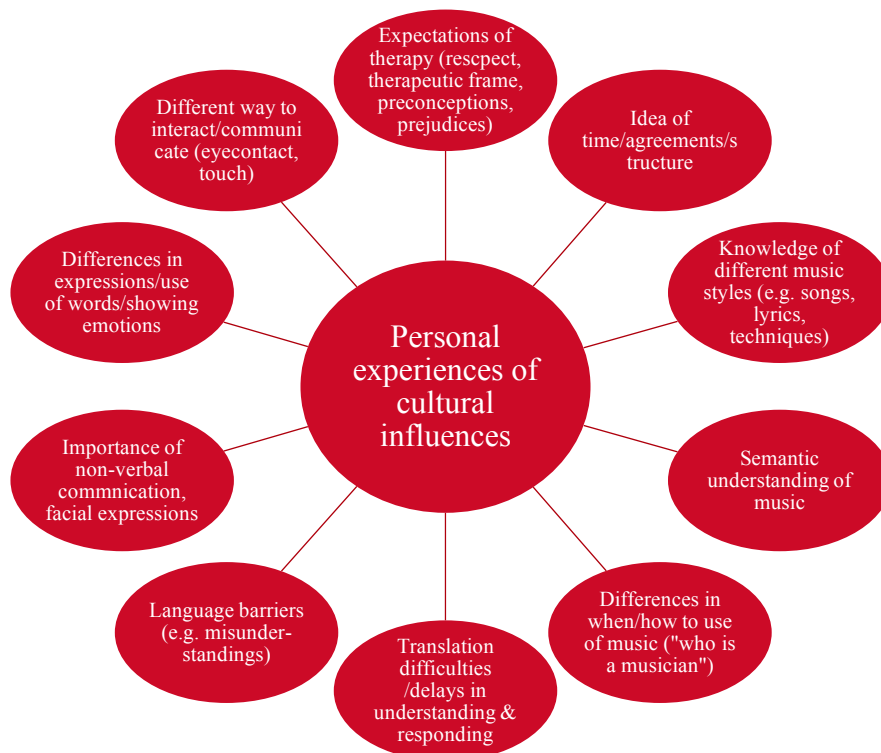 Expectations of
therapy (rescpect,
therapeutic frame,
preconceptions,
prejudices)
Idea of
time/agreements/s
tructure
Knowledge of
different music
styles (e.g. songs,
lyrics,
techniques)
Semantic
understanding of
music
Differences in
when/how to use
of music ("who is
a musician")
Translation
difficulties
/delays in
understanding &
responding
Language barriers
(e.g. misunder-
standings)
Importance of
non-verbal
commnication,
facial expressions
Differences in
expressions/use
of words/showing
emotions
Different way to
interact/communi
cate (eyecontact,
touch)
Personal
experiences of
cultural
influences